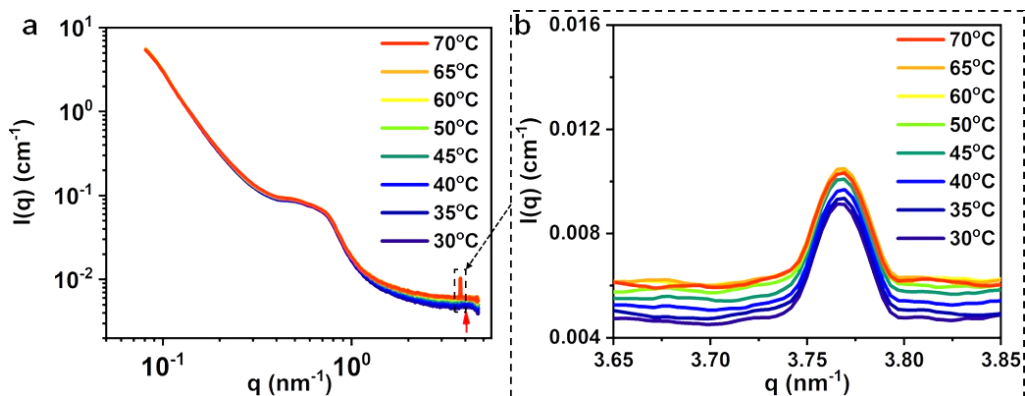 a
I(q) (cm⁻¹)
10¹
10⁰
10⁻¹
10⁻²
10⁻¹
10⁰
q (nm⁻¹)
70°C
65°C
60°C
50°C
45°C
40°C
35°C
30°C
b
I(q) (cm⁻¹)
0.016
0.012
0.008
0.004
3.65
3.70
3.75
3.80
3.85
q (nm⁻¹)
70°C
65°C
60°C
50°C
45°C
40°C
35°C
30°C